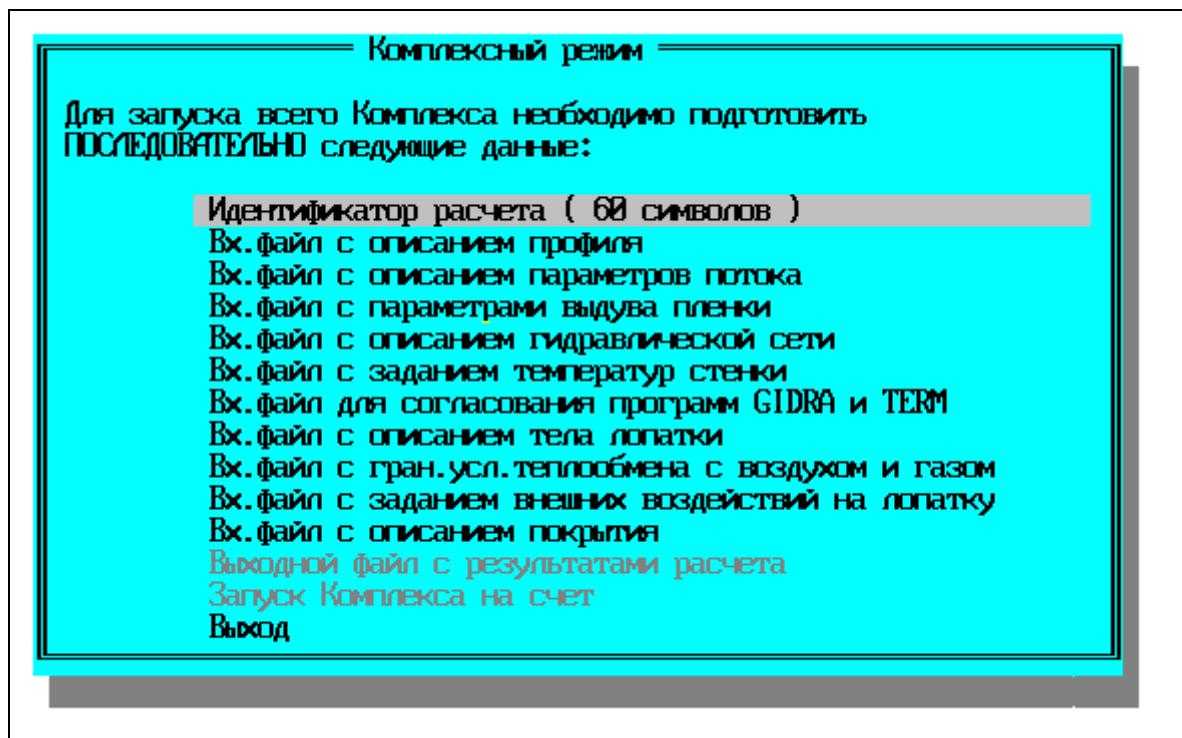 Комплексный режим
Для запуска всего Комплекса необходимо подготовить
ПОСЛЕДОВАТЕЛЬНО следующие данные:
Идентификатор расчета ( 60 символов )
Вх.файл с описанием профиля
Вх.файл с описанием параметров потока
Вх.файл с параметрами выдува пленки
Вх.файл с описанием гидравлической сети
Вх.файл с заданием температур стенки
Вх.файл для согласования программ GIDRA и TERM
Вх.файл с описанием тела лопатки
Вх.файл с гран.усл.теплообмена с воздухом и газом
Вх.файл с заданием внешних воздействий на лопатку
Вх.файл с описанием покрытия
Выходной файл с результатами расчета
Запуск Комплекса на счет
Выход